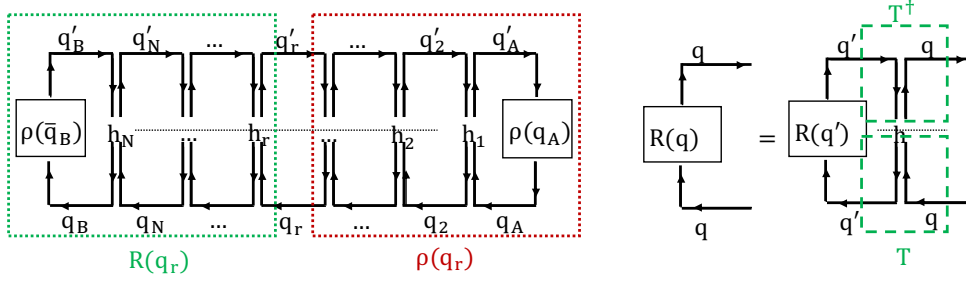 q′_B q′_N ... ... q′_r ... q′_2 q′_A
ρ(q̅_B) h_N ... h_r ... h_2 h_1 ρ(q_A)
q_B q_N ... q_r ... q_2 q_A
R(q_r) ρ(q_r)
T†
q q′ q
R(q) = R(q′) h
q q′ q
T